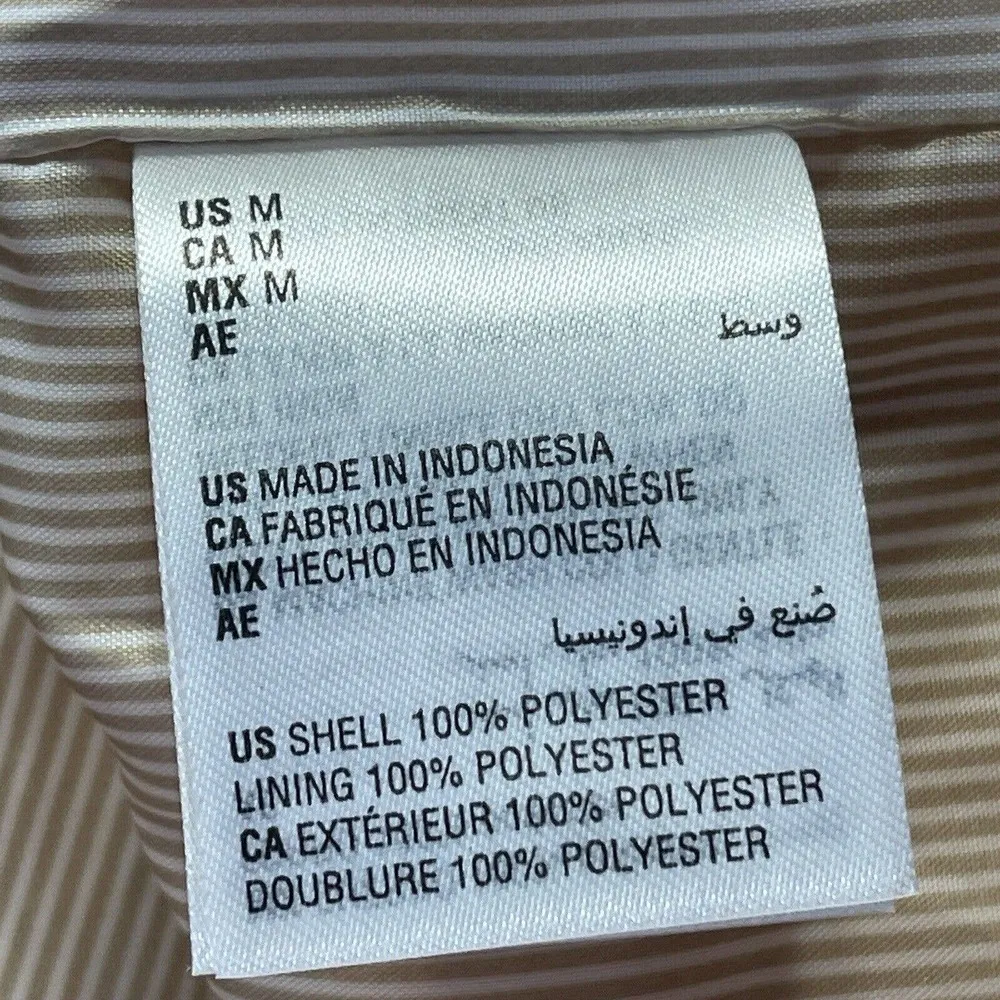 US M
CA M
MX M
AE وسط
US MADE IN INDONESIA
CA FABRIQUÉ EN INDONÉSIE
MX HECHO EN INDONESIA
AE صُنع في إندونيسيا
US SHELL 100% POLYESTER
LINING 100% POLYESTER
CA EXTÉRIEUR 100% POLYESTER
DOUBLURE 100% POLYESTER